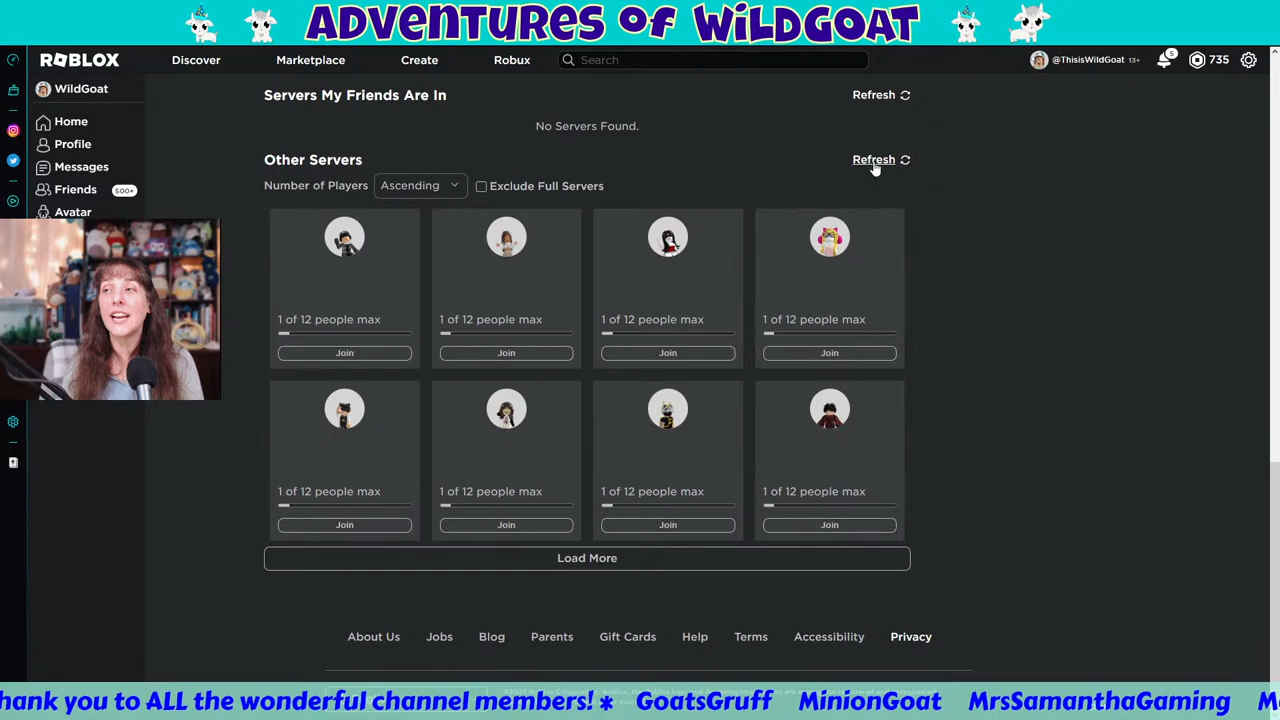 ADVENTURES OF WILDGOAT
ROBLOX Discover Marketplace Create Robux Search @ThisisWildGoat 13+ 5 735
WildGoat
Home
Profile
Messages
Friends 500+
Avatar
Servers My Friends Are In Refresh
No Servers Found.
Other Servers Refresh
Number of Players Ascending Exclude Full Servers
1 of 12 people max 1 of 12 people max 1 of 12 people max 1 of 12 people max
Join Join Join Join
1 of 12 people max 1 of 12 people max 1 of 12 people max 1 of 12 people max
Join Join Join Join
Load More
About Us Jobs Blog Parents Gift Cards Help Terms Accessibility Privacy
hank you to ALL the wonderful channel members! * GoatsGruff MinionGoat MrsSamanthaGaming